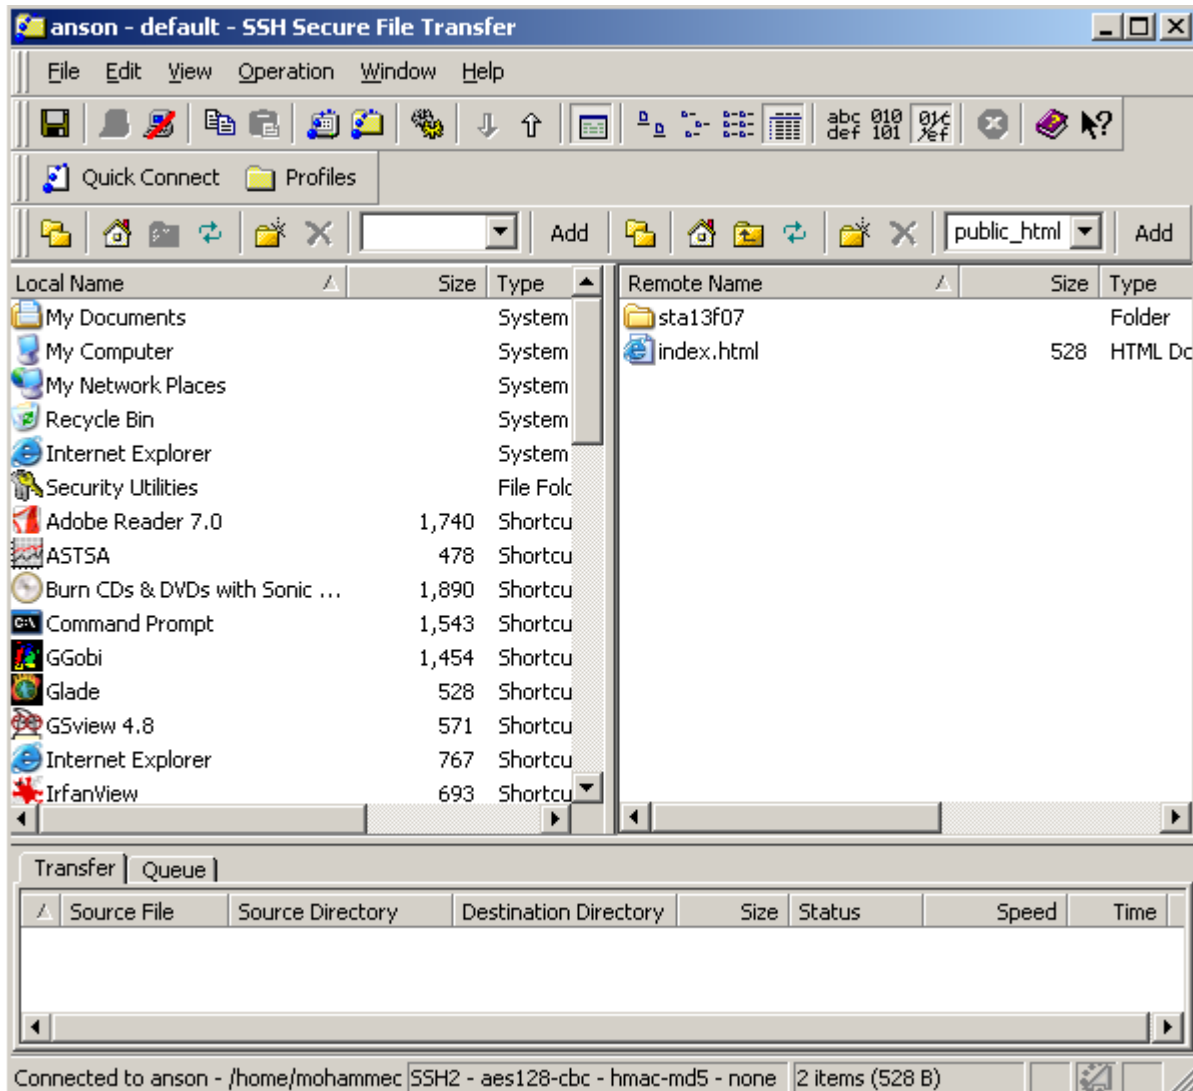 anson - default - SSH Secure File Transfer
File Edit View Operation Window Help
abc 010
def 101
Quick Connect Profiles
Add public_html Add
Local Name Size Type Remote Name Size Type
My Documents System sta13f07 Folder
My Computer System index.html 528 HTML Dc
My Network Places System
Recycle Bin System
Internet Explorer System
Security Utilities File Fold
Adobe Reader 7.0 1,740 Shortcu
ASTSA 478 Shortcu
Burn CDs & DVDs with Sonic ... 1,890 Shortcu
C:\ Command Prompt 1,543 Shortcu
GGobi 1,454 Shortcu
Glade 528 Shortcu
GSview 4.8 571 Shortcu
Internet Explorer 767 Shortcu
IrfanView 693 Shortcu
Transfer Queue
Source File Source Directory Destination Directory Size Status Speed Time
Connected to anson - /home/mohammec SSH2 - aes128-cbc - hmac-md5 - none 2 items (528 B)